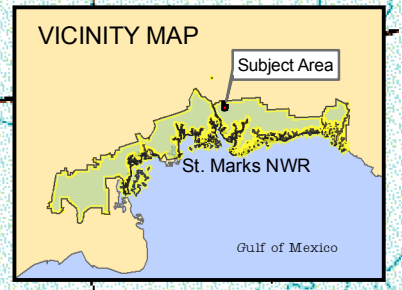 VICINITY MAP
Subject Area
St. Marks NWR
Gulf of Mexico